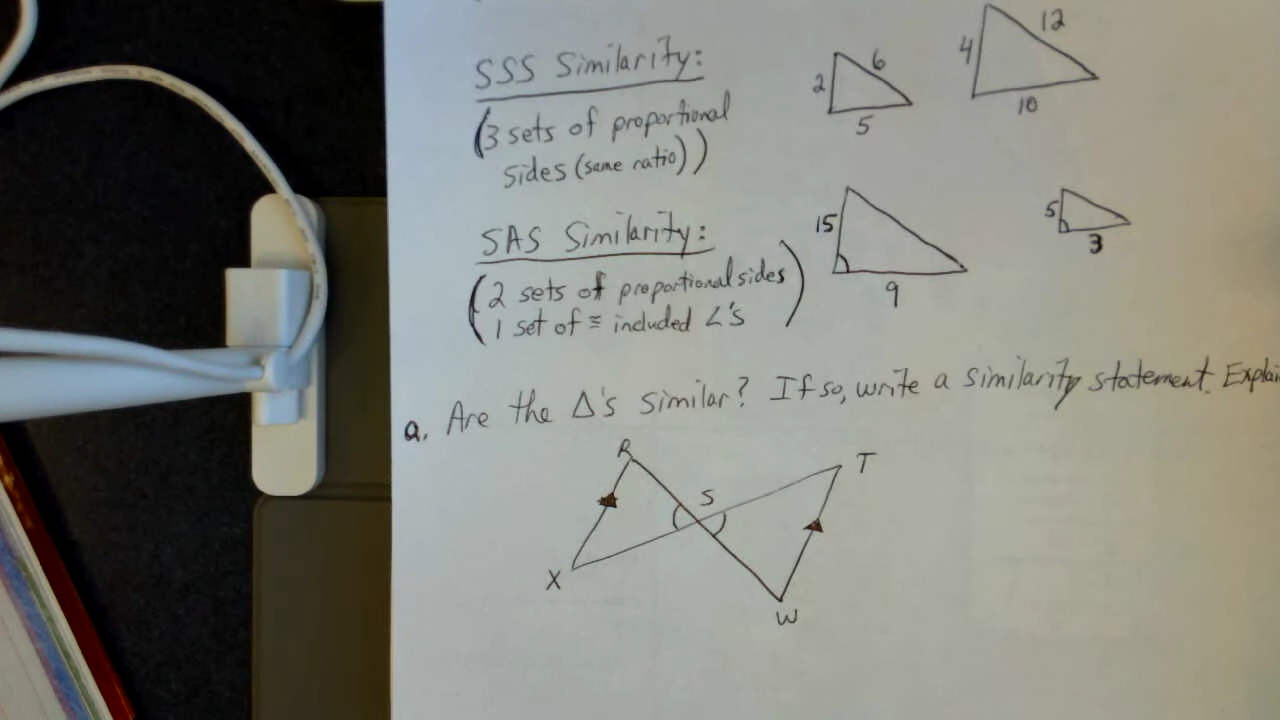 SSS Similarity:
(3 sets of proportional
sides (same ratio))
2
6
5
4
12
10
SAS Similarity:
(2 sets of proportional sides
1 set of ≅ included ∠'s)
15
9
5
3
a. Are the Δ's similar? If so, write a similarity statement. Explain
R
S
T
X
W